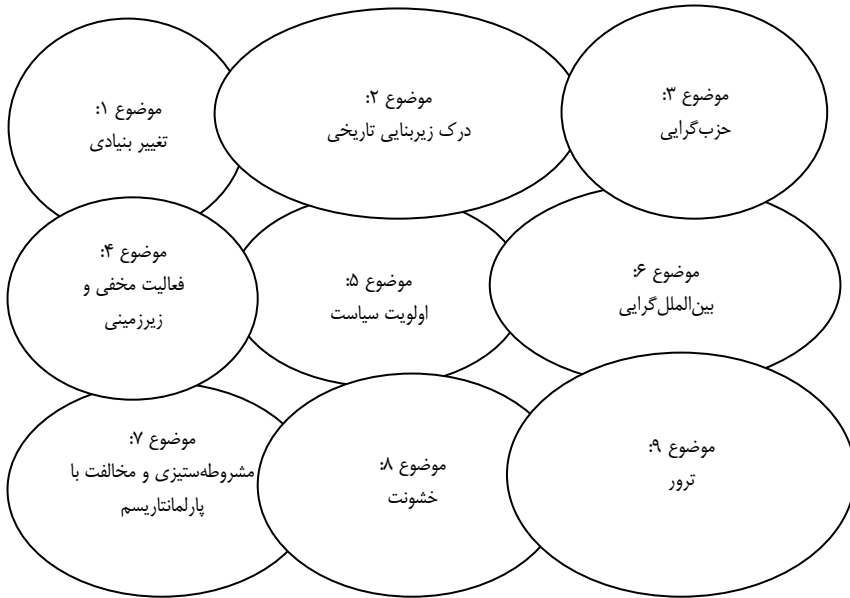 موضوع ۱:
تغییر بنیادی
موضوع ۲:
درک زیربنایی تاریخی
موضوع ۳:
حزب‌گرایی
موضوع ۴:
فعالیت مخفی و
زیرزمینی
موضوع ۵:
اولویت سیاست
موضوع ۶:
بین‌الملل‌گرایی
موضوع ۷:
مشروطه‌ستیزی و مخالفت با
پارلمانتاریسم
موضوع ۸:
خشونت
موضوع ۹:
ترور